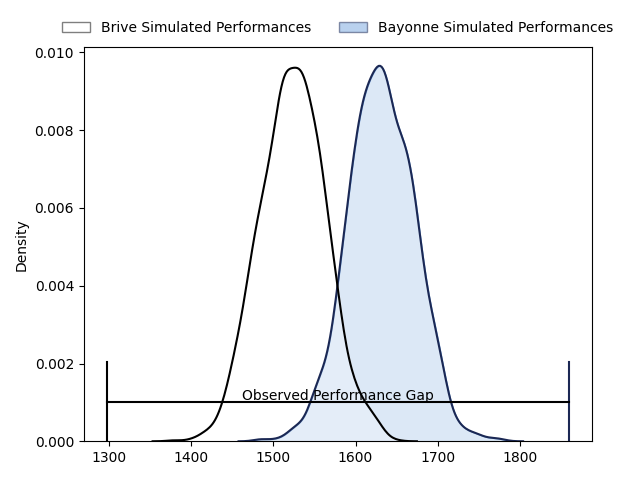 Brive Simulated Performances
Bayonne Simulated Performances
0.010
0.008
0.006
0.004
0.002
0.000
Density
Observed Performance Gap
1300 1400 1500 1600 1700 1800